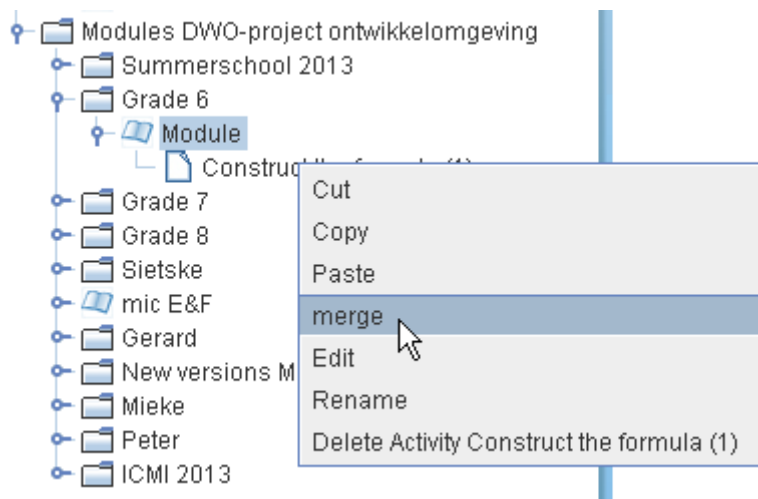 Modules DWO-project ontwikkelomgeving
Summerschool 2013
Grade 6
Module
Construct
Cut
Grade 7
Copy
Grade 8
Paste
Sietske
merge
mic E&F
Edit
Gerard
New versions M
Rename
Mieke
Delete Activity Construct the formula (1)
Peter
ICMI 2013